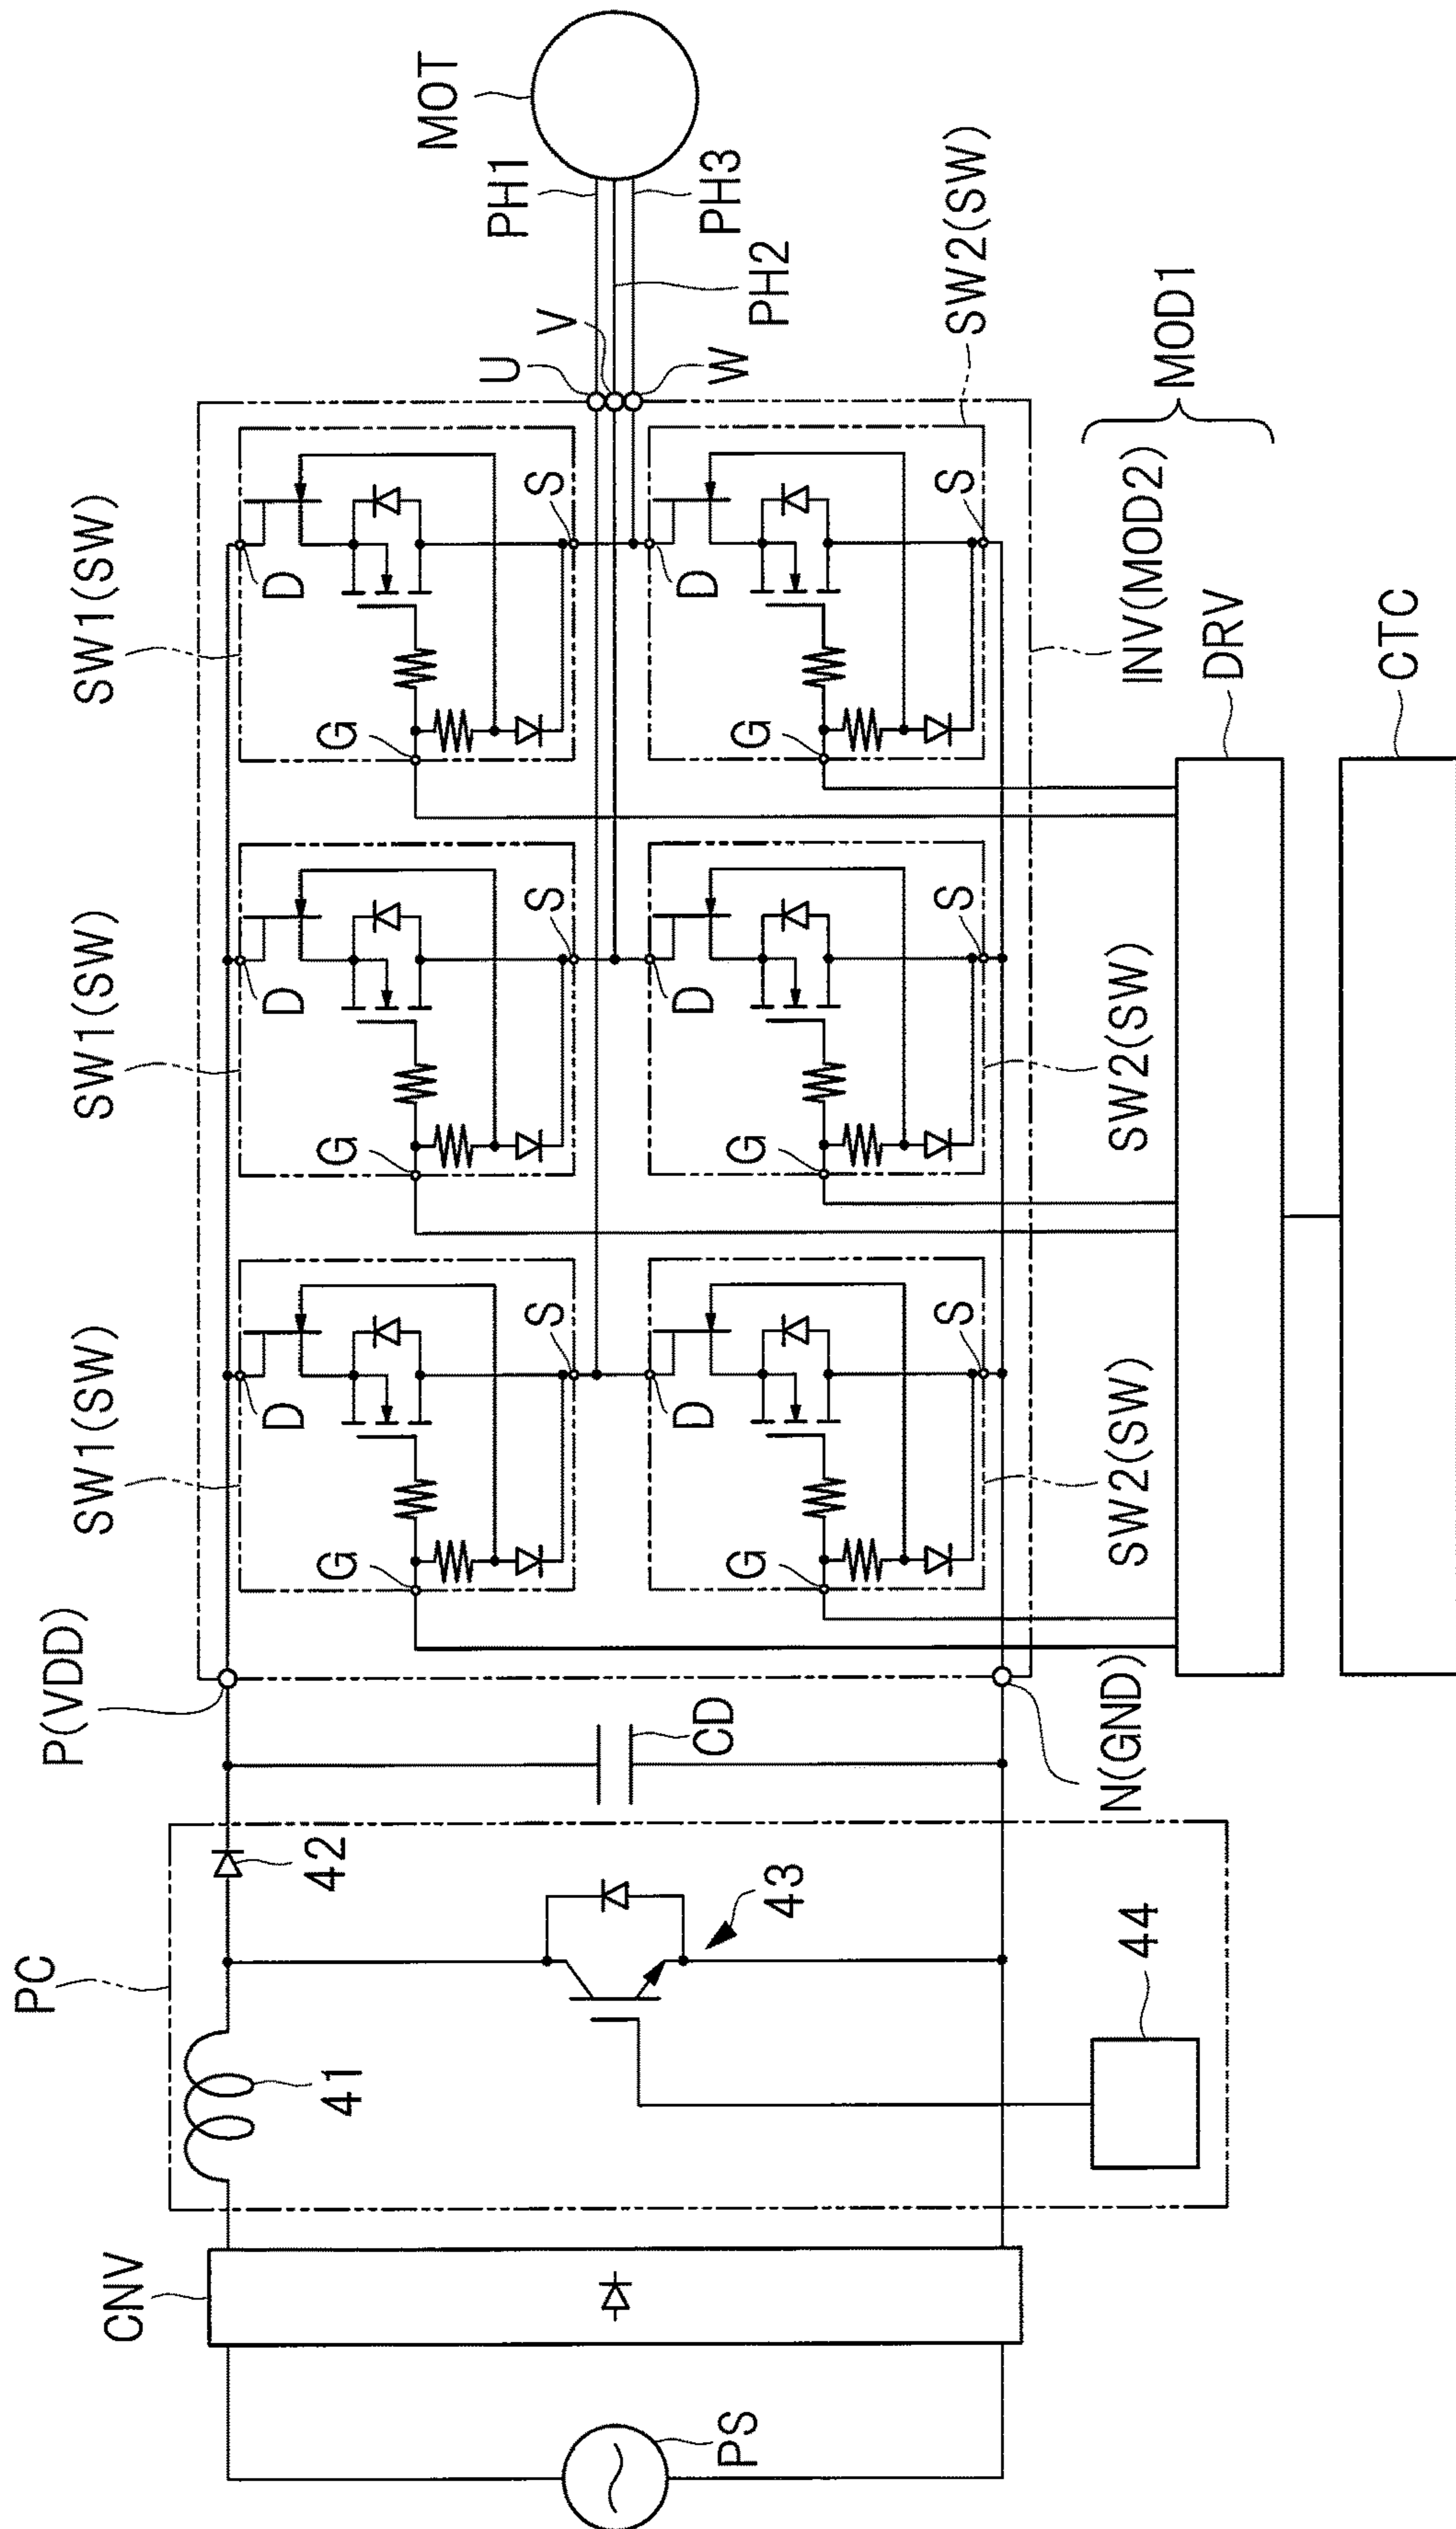 PS
CNV
PC
41
42
43
44
CD
P(VDD)
N(GND)
SW1(SW)
SW1(SW)
SW1(SW)
D
G
S
D
G
S
D
G
S
D
G
S
D
G
S
D
G
S
SW2(SW)
SW2(SW)
SW2(SW)
U
V
W
PH1
PH2
PH3
MOT
INV(MOD2)
DRV
MOD1
CTC